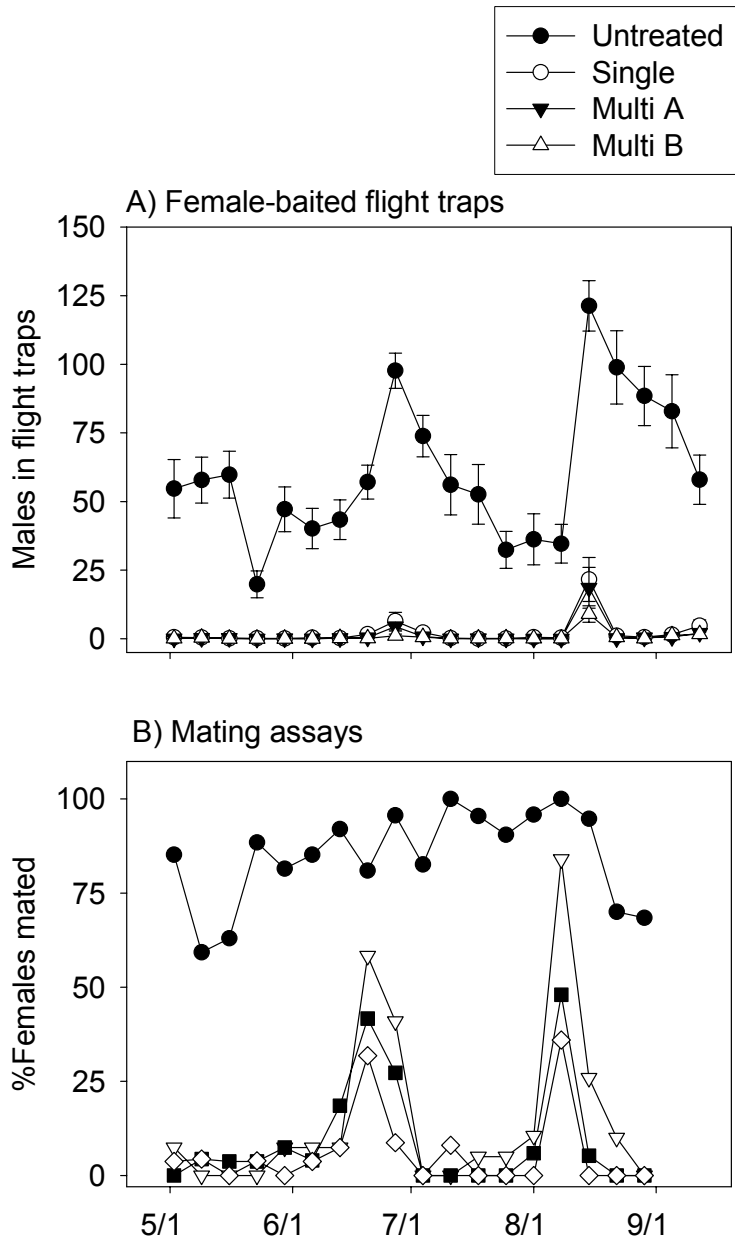 Untreated
Single
Multi A
Multi B
A) Female-baited flight traps
150
125
100
75
50
25
0
Males in flight traps
B) Mating assays
100
75
50
25
0
%Females mated
5/1 6/1 7/1 8/1 9/1